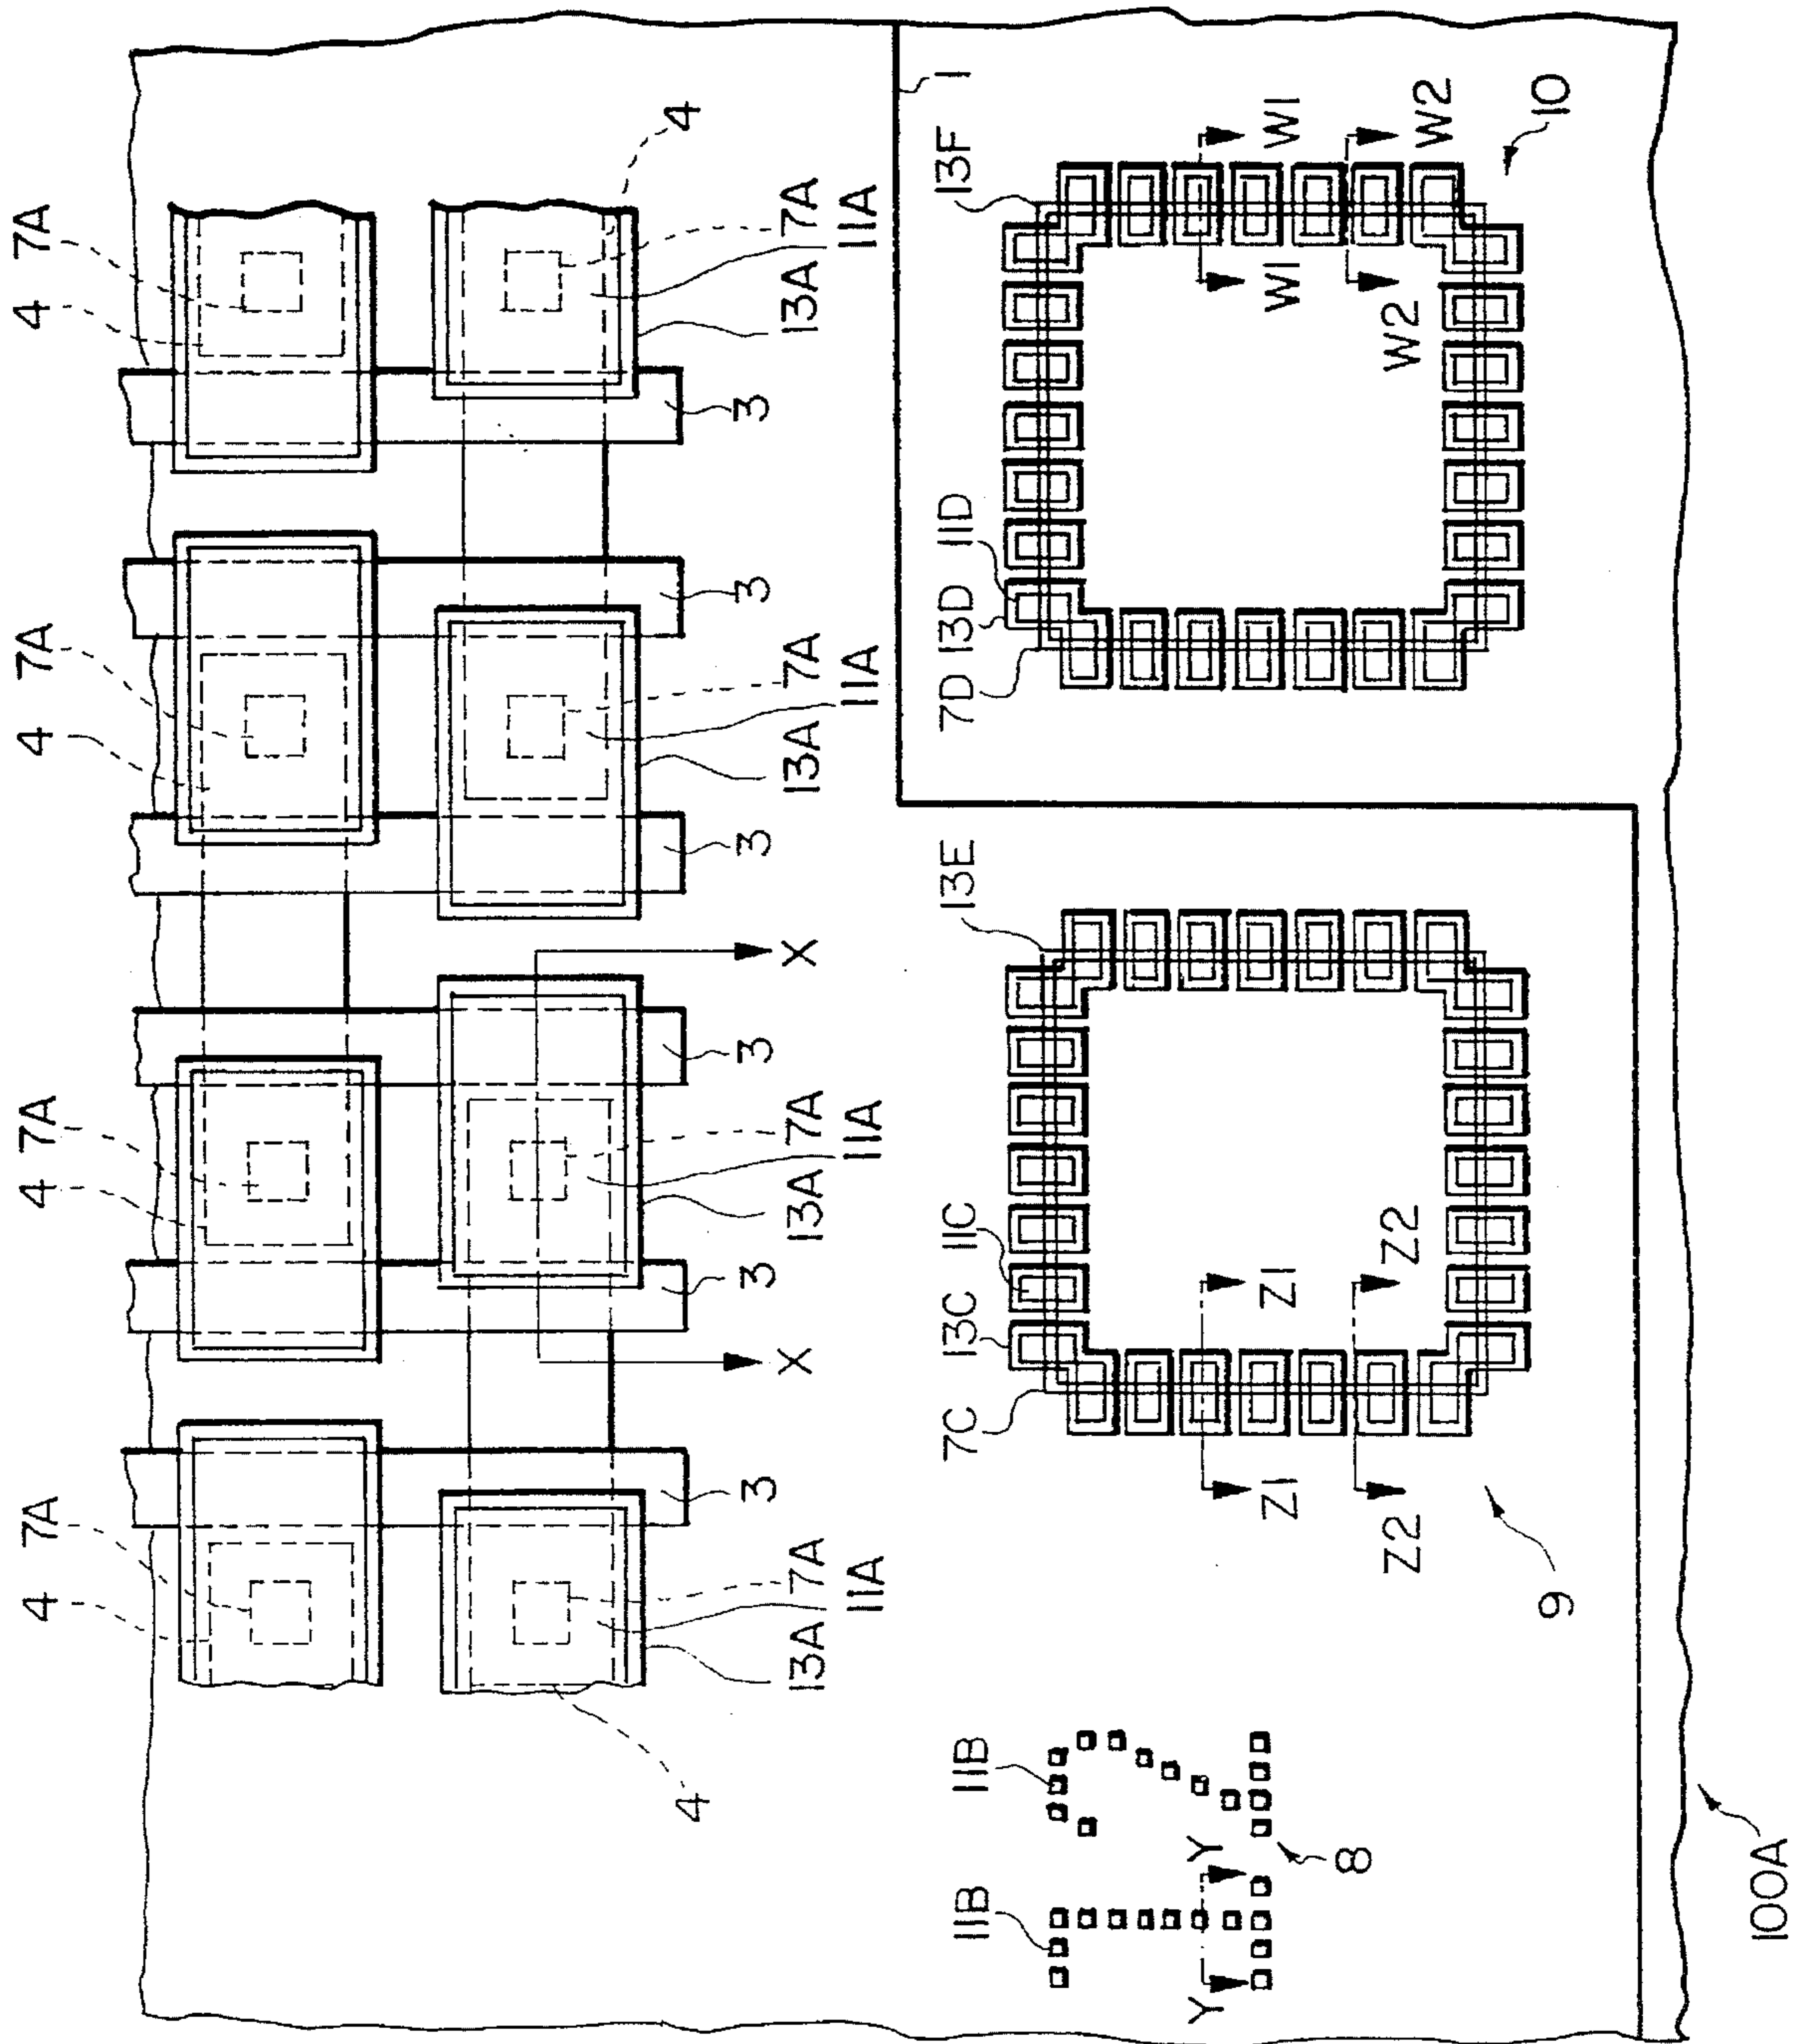 4 7A 4 7A 4 7A 4 7A
4 4
3 3 3 3 3 3
X X
13A 7A 13A 7A 13A 7A 13A 7A
11A 11A 11A 11A
1
11B 11B 7C 13C 11C 13E 7D 13D 11D 13F
12
Y Y
Z1 Z1 W1 W1
Z2 Z2 W2 W2
8
9
10
100A